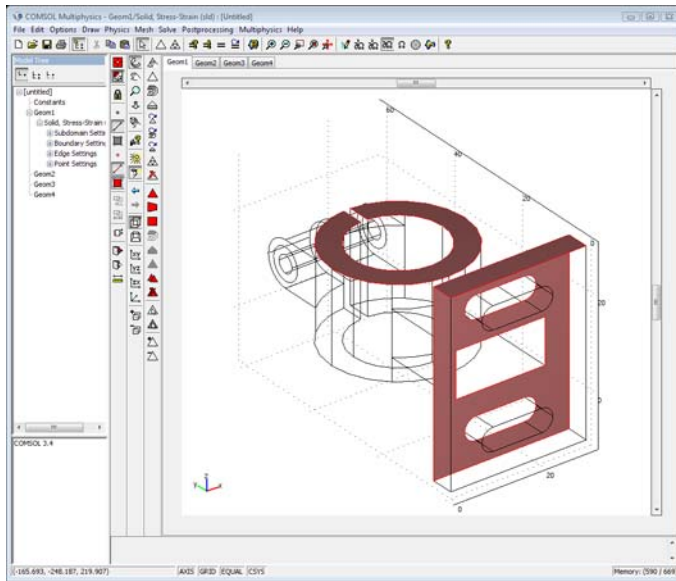 COMSOL Multiphysics - Geom1/Solid, Stress-Strain (sld) : [Untitled]
File Edit Options Draw Physics Mesh Solve Postprocessing Multiphysics Help
Model Tree
Geom1 Geom2 Geom3 Geom4
[untitled]
Constants
Geom1
Solid, Stress-Strain
Subdomain Setti
Boundary Setting
Edge Settings
Point Settings
Geom2
Geom3
Geom4
60
40
20
0
20
0
20
0
z
y x
COMSOL 3.4
(-165.693, -248.187, 219.907) AXIS GRID EQUAL CSYS Memory: (590 / 669